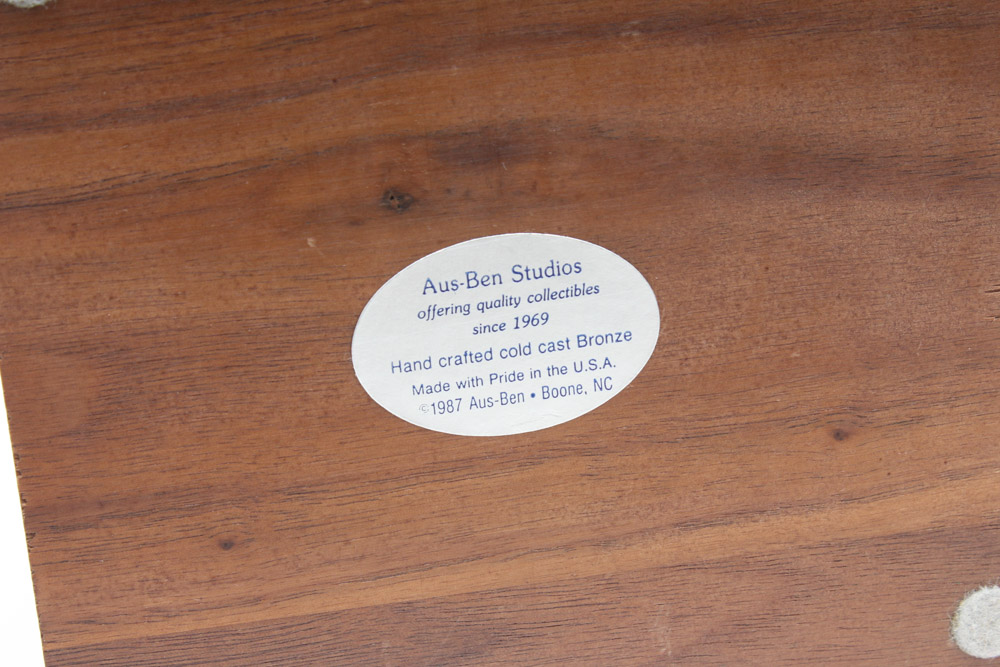 Aus-Ben Studios
offering quality collectibles
since 1969
Hand crafted cold cast Bronze
Made with Pride in the U.S.A.
©1987 Aus-Ben • Boone, NC